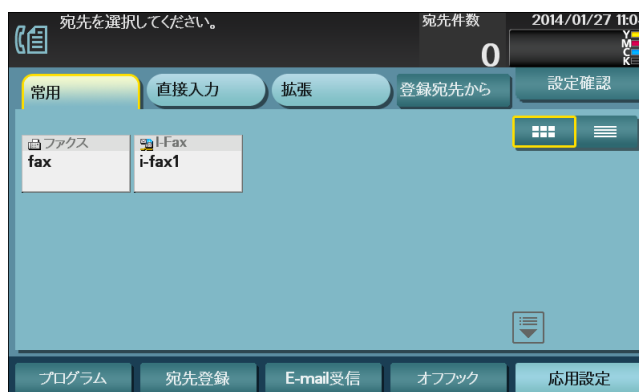 宛先を選択してください。
宛先件数
0
2014/01/27 11:0
Y
M
C
K
常用
直接入力
拡張
登録宛先から
設定確認
ファクス
fax
I-Fax
i-fax1
プログラム
宛先登録
E-mail受信
オフフック
応用設定